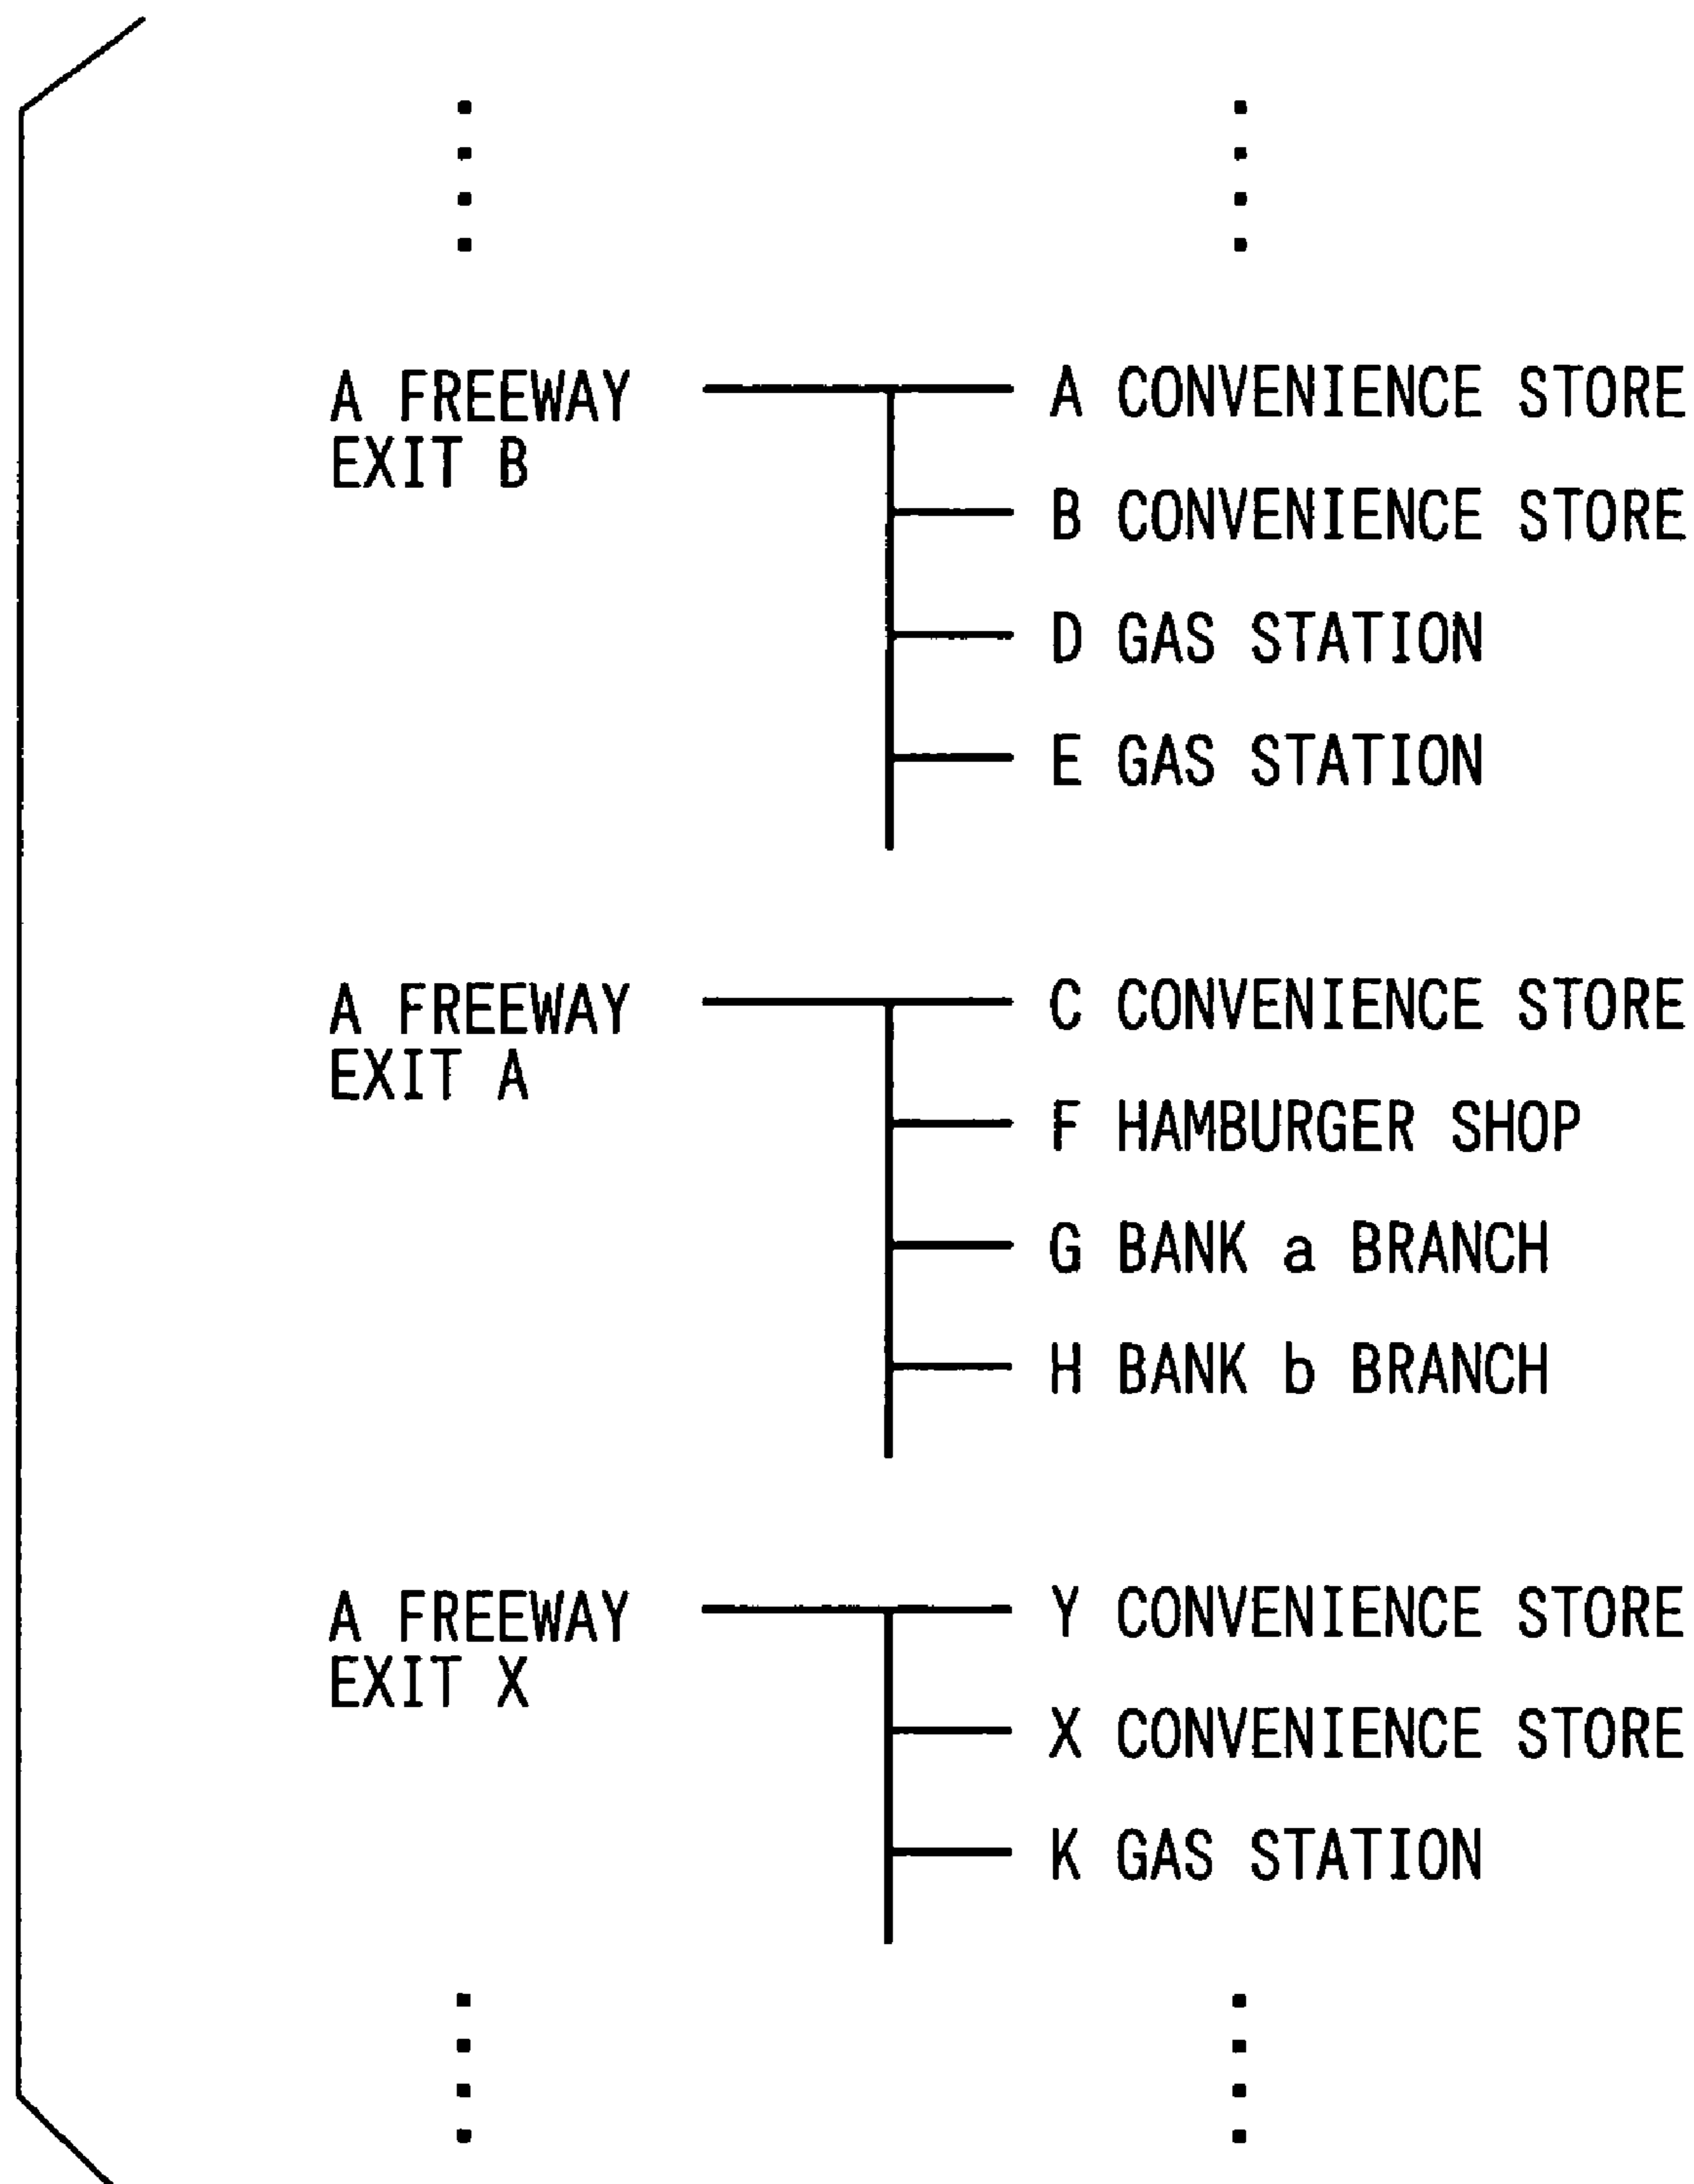 A FREEWAY
EXIT B
A CONVENIENCE STORE
B CONVENIENCE STORE
D GAS STATION
E GAS STATION
A FREEWAY
EXIT A
C CONVENIENCE STORE
F HAMBURGER SHOP
G BANK a BRANCH
H BANK b BRANCH
A FREEWAY
EXIT X
Y CONVENIENCE STORE
X CONVENIENCE STORE
K GAS STATION